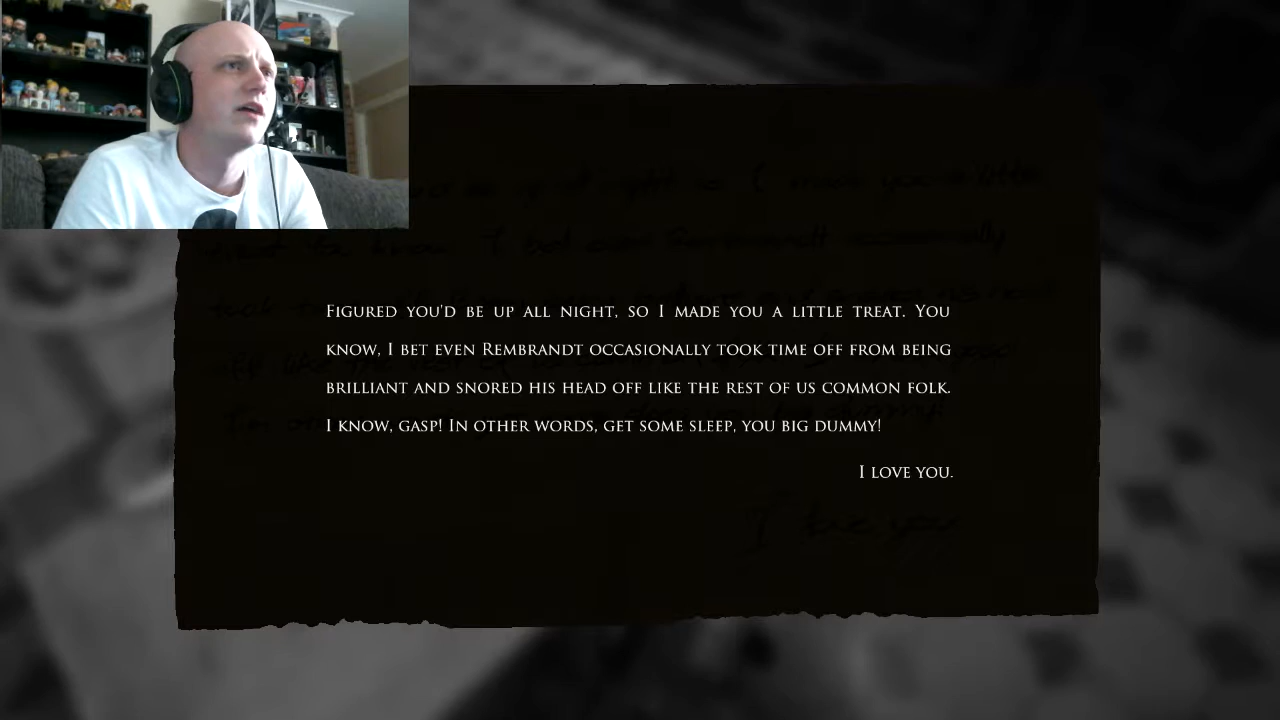 Figured you'd be up all night, so I made you a little treat. You
know, I bet even Rembrandt occasionally took time off from being
brilliant and snored his head off like the rest of us common folk.
I know, gasp! In other words, get some sleep, you big dummy!
I love you.